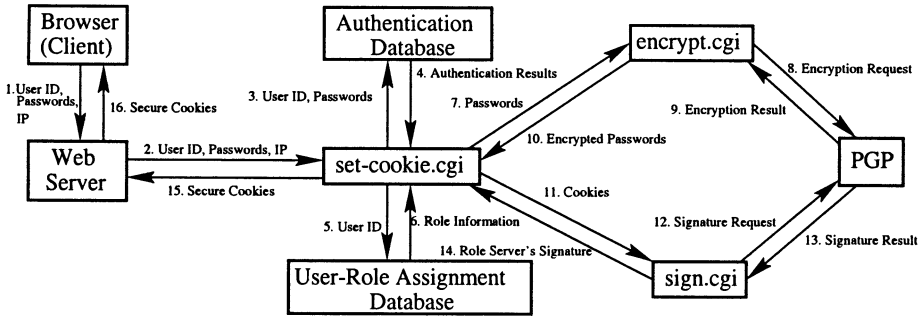 Browser
(Client)
Authentication
Database
encrypt.cgi
1.User ID,
Passwords,
IP
16. Secure Cookies
3. User ID, Passwords
4. Authentication Results
7. Passwords
8. Encryption Request
9. Encryption Result
10. Encrypted Passwords
Web
Server
2. User ID, Passwords, IP
15. Secure Cookies
set-cookie.cgi
PGP
11. Cookies
5. User ID
6. Role Information
12. Signature Request
13. Signature Result
14. Role Server's Signature
User-Role Assignment
Database
sign.cgi